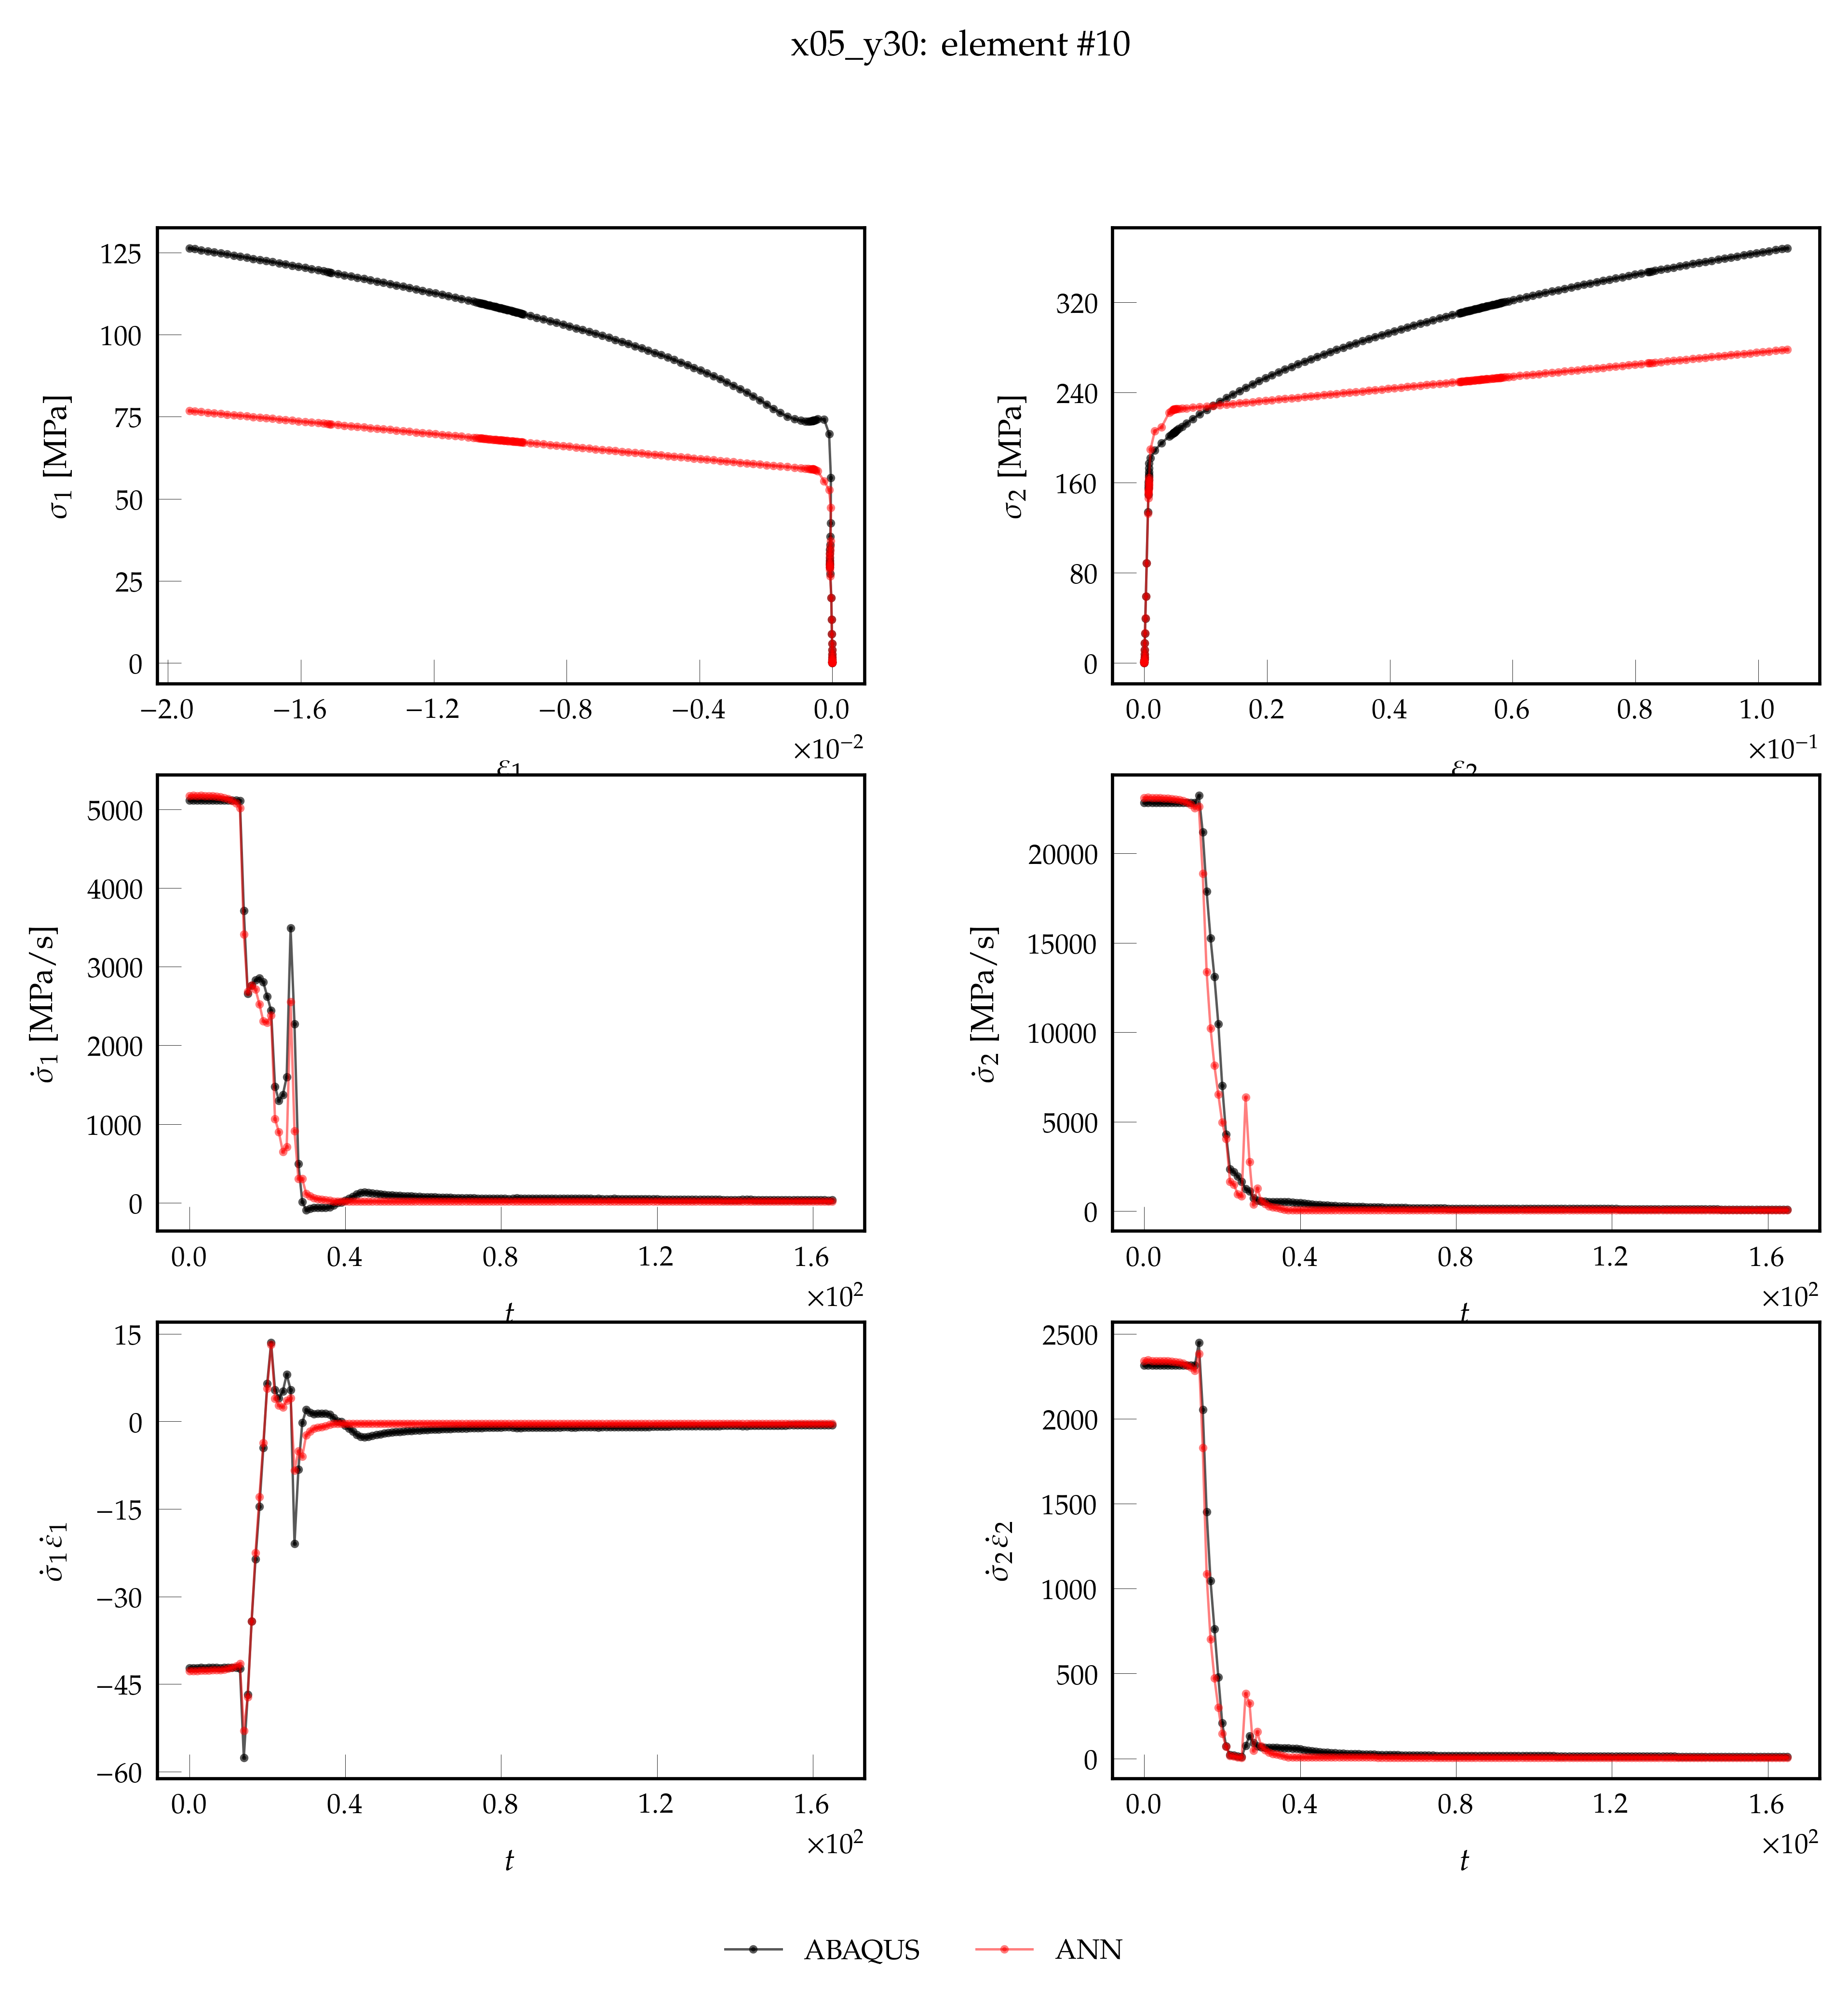 x05_y30: element #10
σ1 [MPa]
125
100
75
50
25
0
−2.0 −1.6 −1.2 −0.8 −0.4 0.0
×10−2
ε1
σ2 [MPa]
320
240
160
80
0
0.0 0.2 0.4 0.6 0.8 1.0
×10−1
ε2
σ̇1 [MPa/s]
5000
4000
3000
2000
1000
0
0.0 0.4 0.8 1.2 1.6
×102
t
σ̇2 [MPa/s]
20000
15000
10000
5000
0
0.0 0.4 0.8 1.2 1.6
×102
t
σ̇1ε̇1
15
0
−15
−30
−45
−60
0.0 0.4 0.8 1.2 1.6
×102
t
σ̇2ε̇2
2500
2000
1500
1000
500
0
0.0 0.4 0.8 1.2 1.6
×102
t
ABAQUS ANN